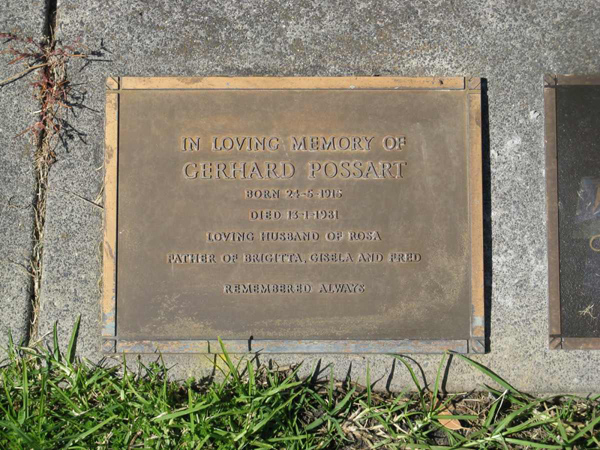 IN LOVING MEMORY OF
GERHARD POSSART
BORN 24-5-1915
DIED 13-1-1981
LOVING HUSBAND OF ROSA
FATHER OF BRIGITTA, GISELA AND FRED
REMEMBERED ALWAYS